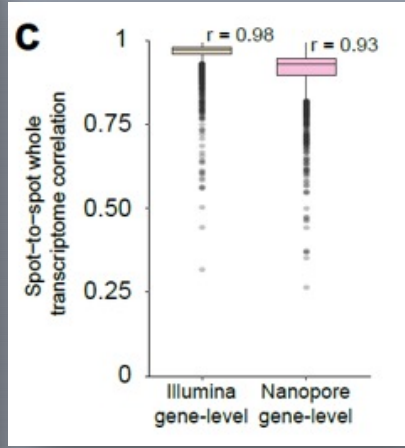 C
r = 0.98
r = 0.93
Spot-to-spot whole
transcriptome correlation
1
0.75
0.50
0.25
0
Illumina
gene-level
Nanopore
gene-level